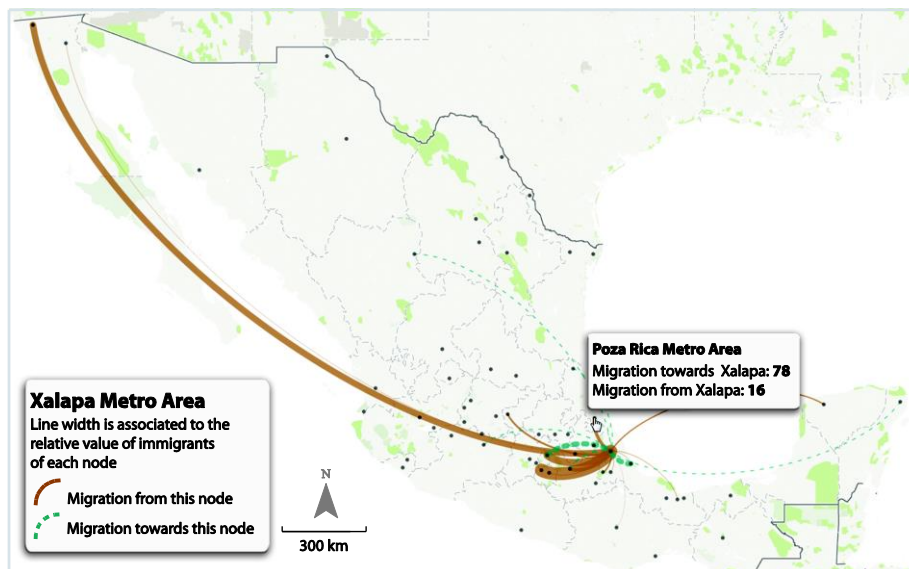 Poza Rica Metro Area
Migration towards Xalapa: 78
Migration from Xalapa: 16
Xalapa Metro Area
Line width is associated to the
relative value of immigrants
of each node
Migration from this node
Migration towards this node
N
300 km